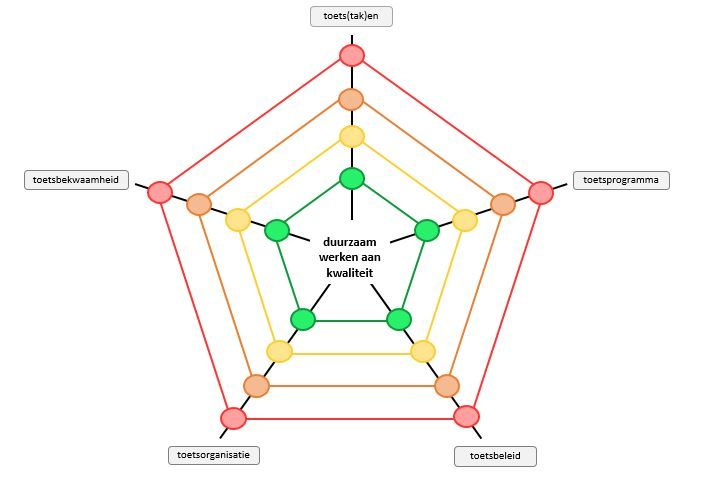 toets(tak)en
toetsbekwaamheid
toetsprogramma
duurzaam
werken aan
kwaliteit
toetsorganisatie
toetsbeleid